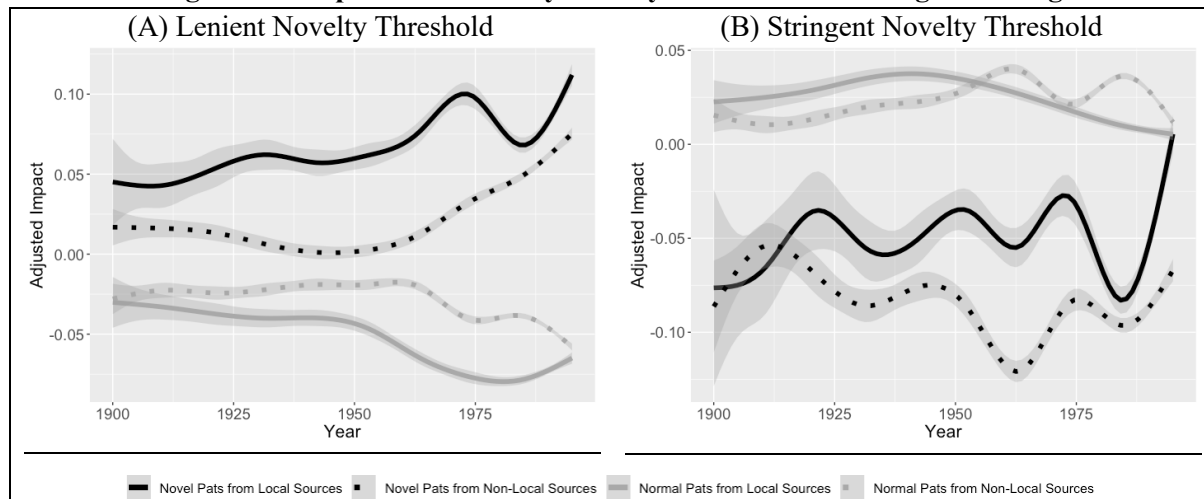 (A) Lenient Novelty Threshold
0.10
0.05
0.00
-0.05
Adjusted Impact
1900
1925
1950
1975
Year
(B) Stringent Novelty Threshold
0.05
0.00
-0.05
-0.10
Adjusted Impact
1900
1925
1950
1975
Year
Novel Pats from Local Sources
Novel Pats from Non-Local Sources
Normal Pats from Local Sources
Normal Pats from Non-Local Sources